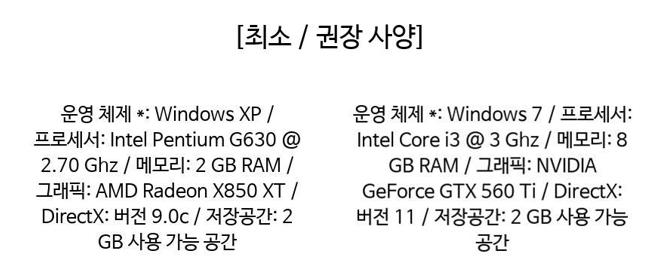 [최소 / 권장 사양]
운영 체제 *: Windows XP /
프로세서: Intel Pentium G630 @
2.70 Ghz / 메모리: 2 GB RAM /
그래픽: AMD Radeon X850 XT /
DirectX: 버전 9.0c / 저장공간: 2
GB 사용 가능 공간
운영 체제 *: Windows 7 / 프로세서:
Intel Core i3 @ 3 Ghz / 메모리: 8
GB RAM / 그래픽: NVIDIA
GeForce GTX 560 Ti / DirectX:
버전 11 / 저장공간: 2 GB 사용 가능
공간